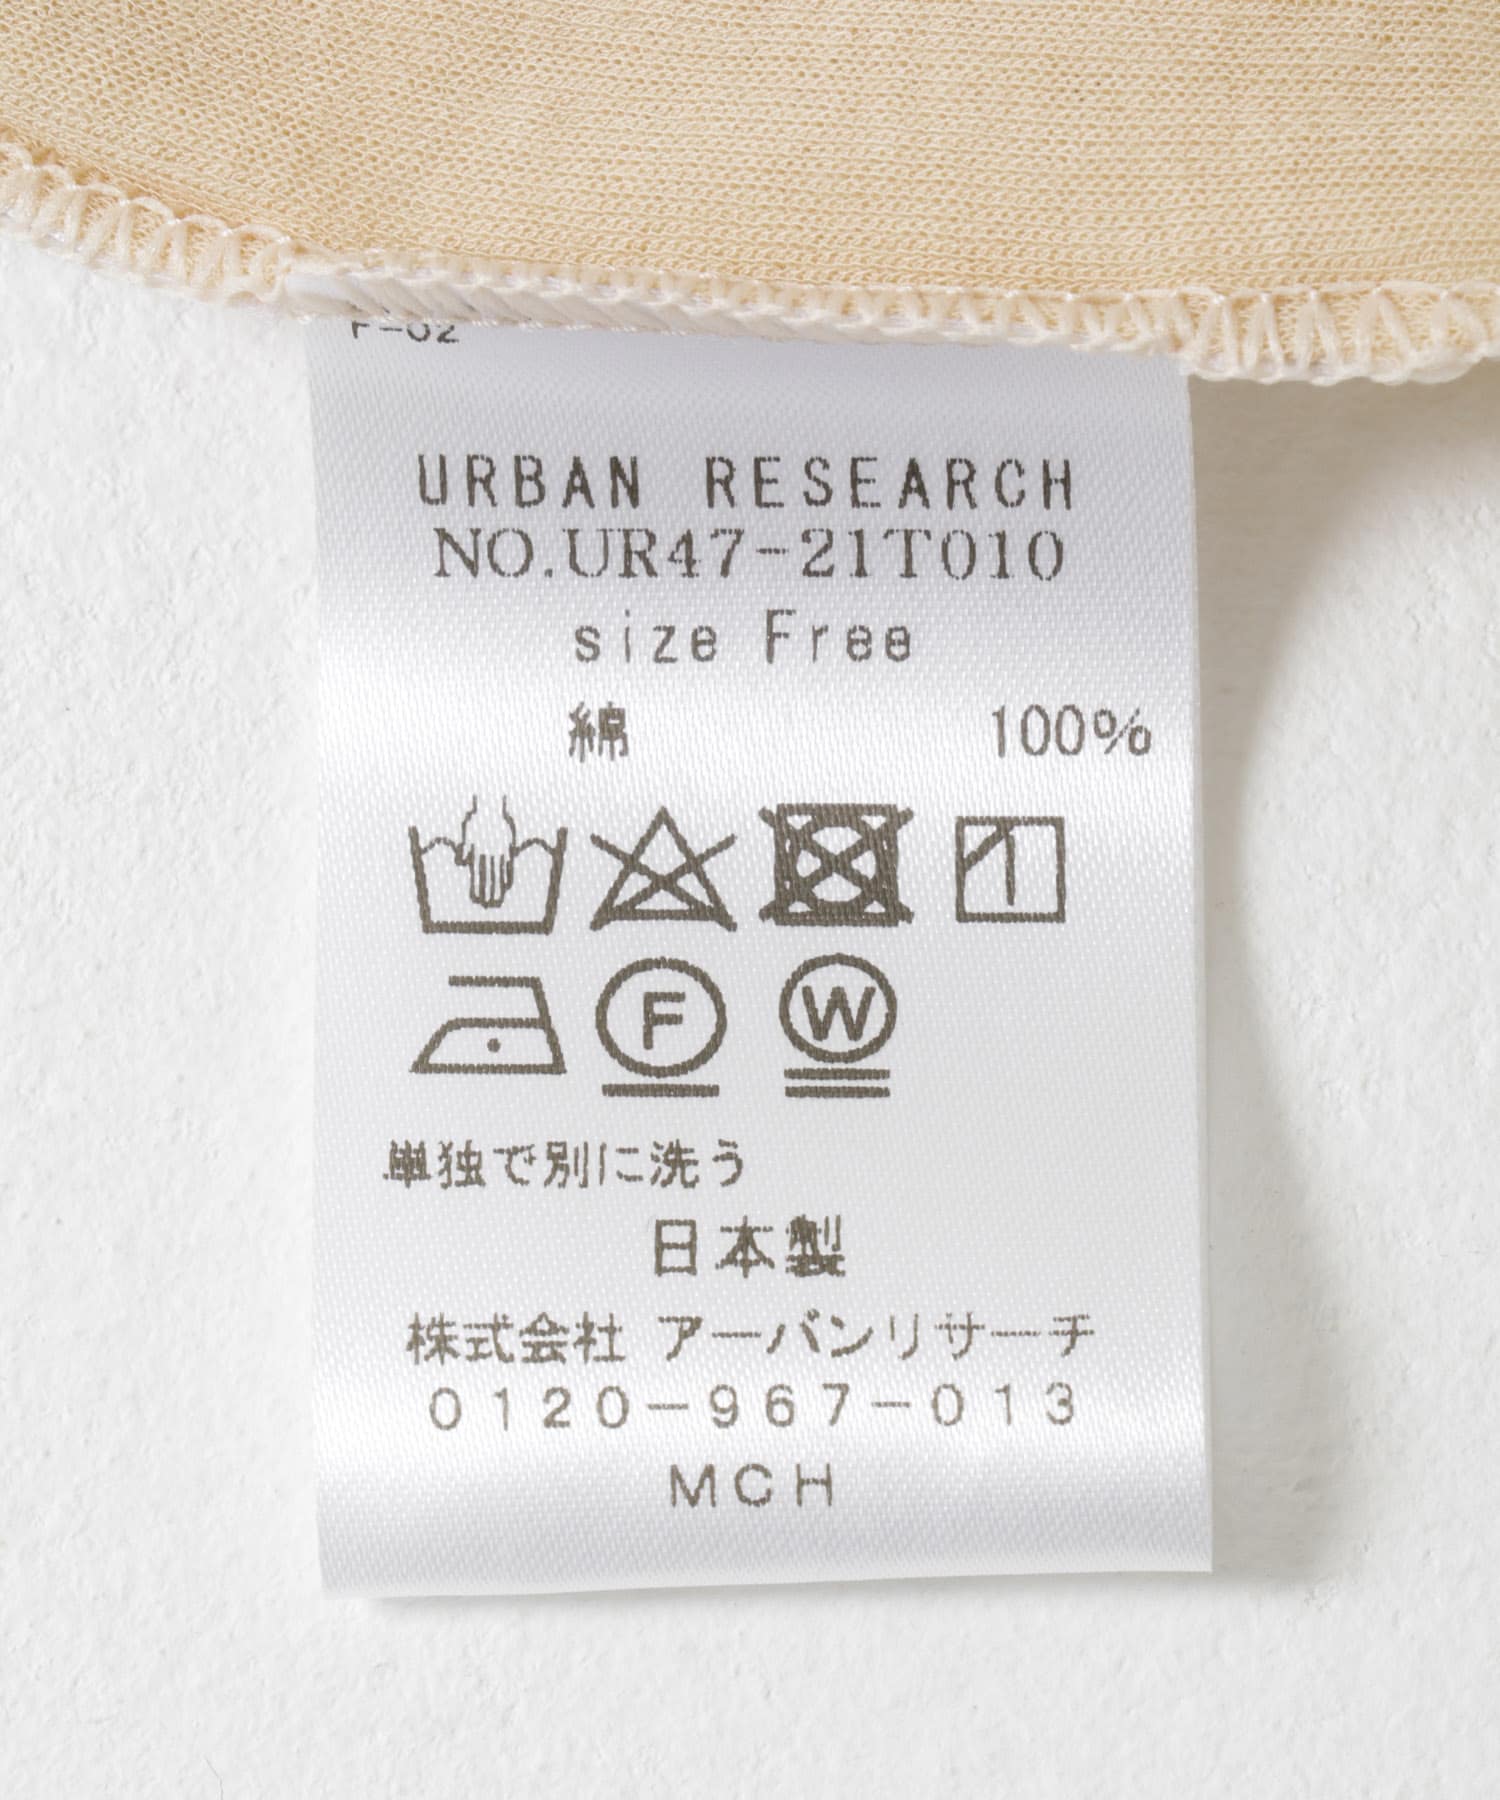 URBAN RESEARCH
NO.UR47-21T010
size Free
綿 100%
F W
単独で別に洗う
日本製
株式会社 アーバンリサーチ
0120-967-013
MCH